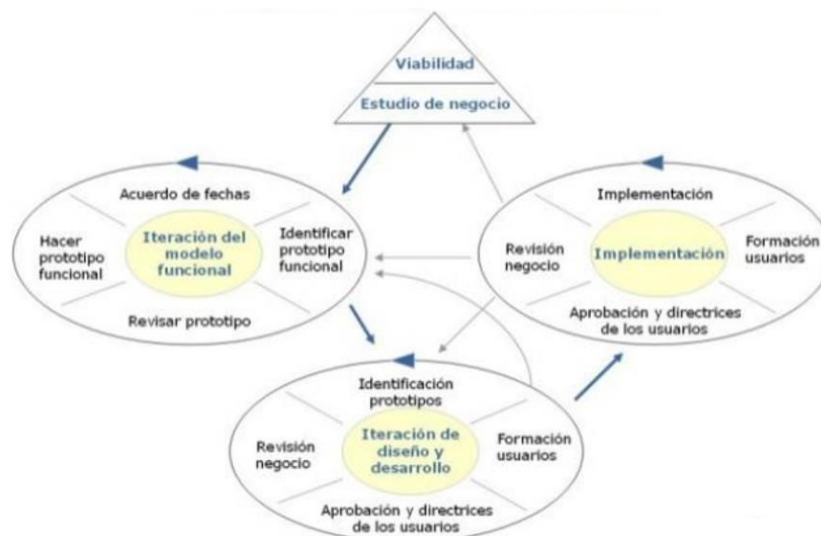 Viabilidad
Estudio de negocio
Acuerdo de fechas
Hacer
prototipo
funcional
Iteración del
modelo
funcional
Identificar
prototipo
funcional
Revisar prototipo
Implementación
Revisión
negocio
Implementación
Formación
usuarios
Aprobación y directrices
de los usuarios
Identificación
prototipos
Revisión
negocio
Iteración de
diseño y
desarrollo
Formación
usuarios
Aprobación y directrices
de los usuarios